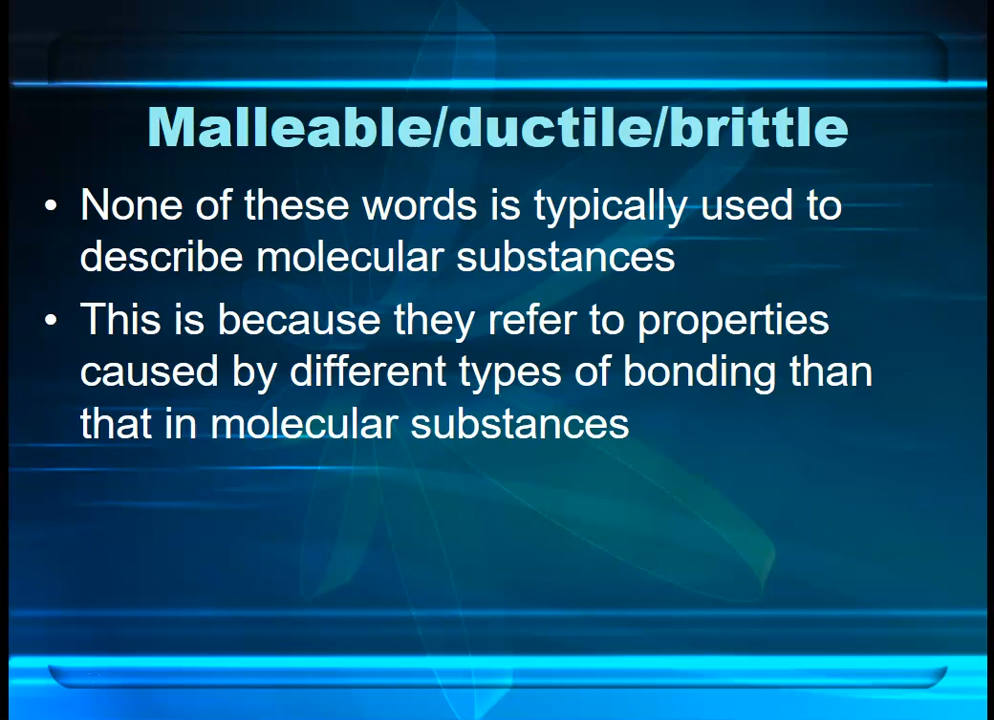 Malleable/ductile/brittle
• None of these words is typically used to
describe molecular substances
• This is because they refer to properties
caused by different types of bonding than
that in molecular substances